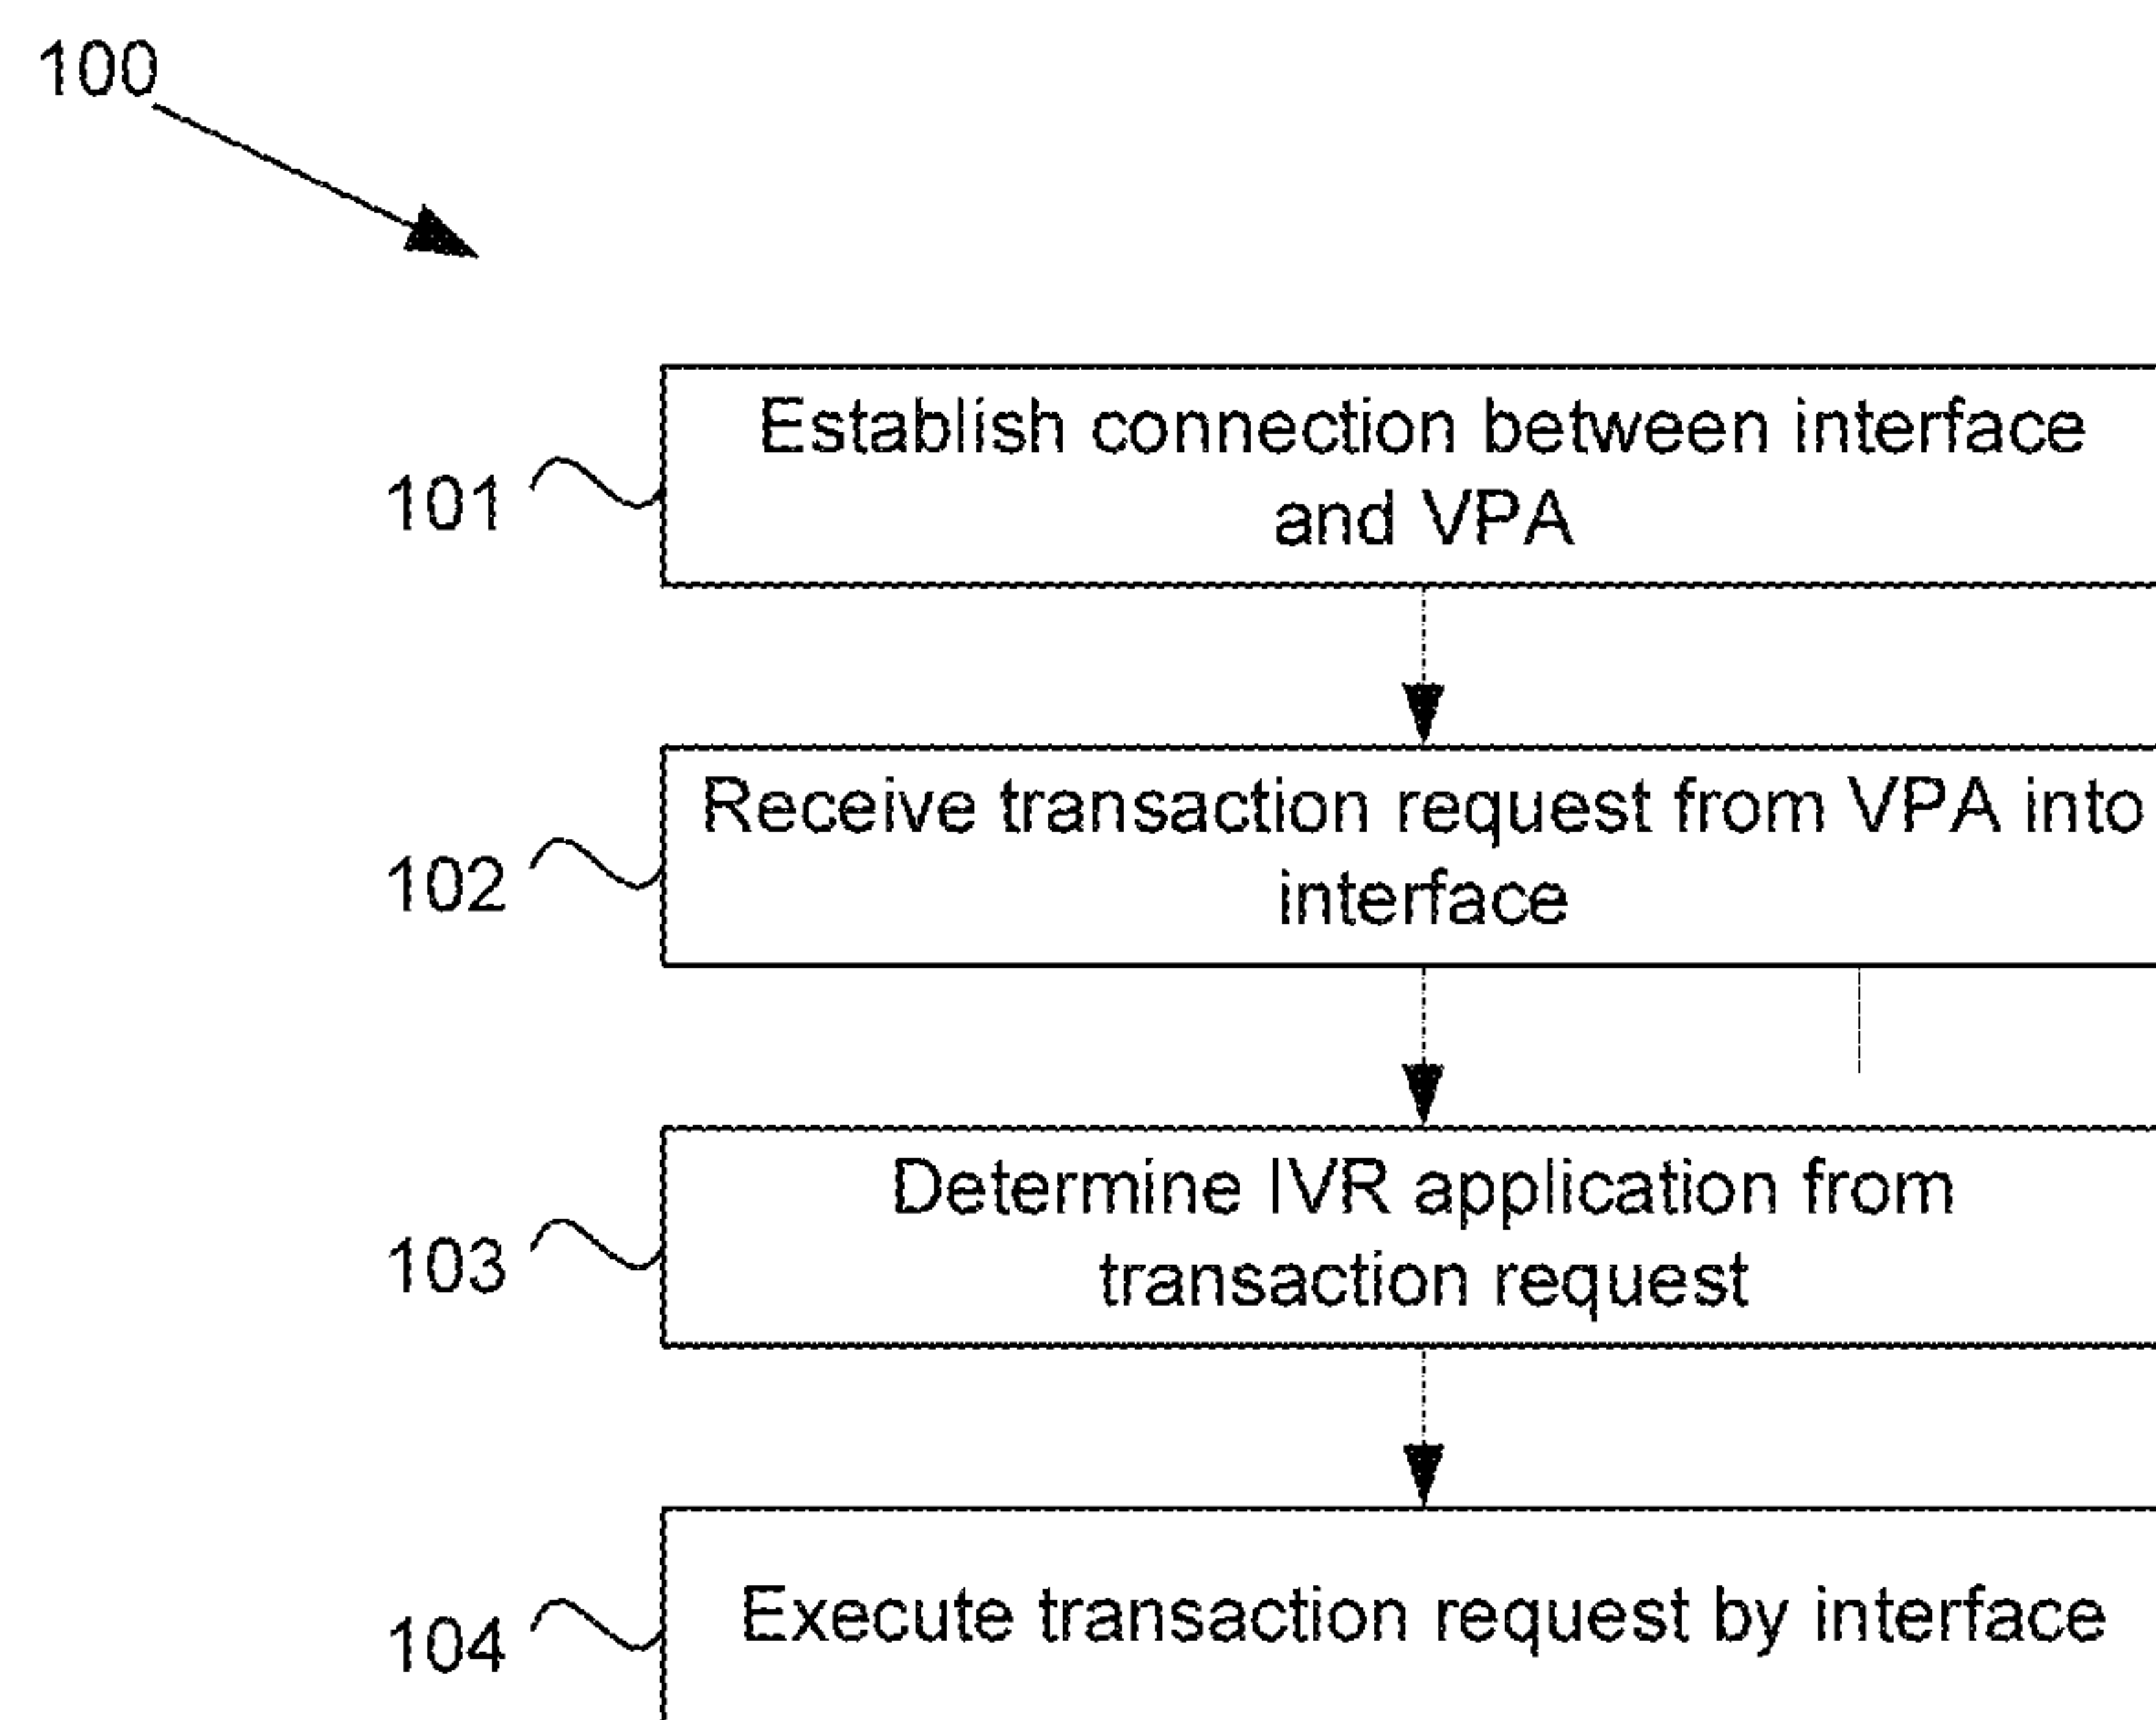 100
101
Establish connection between interface
and VPA
102
Receive transaction request from VPA into
interface
103
Determine IVR application from
transaction request
104
Execute transaction request by interface